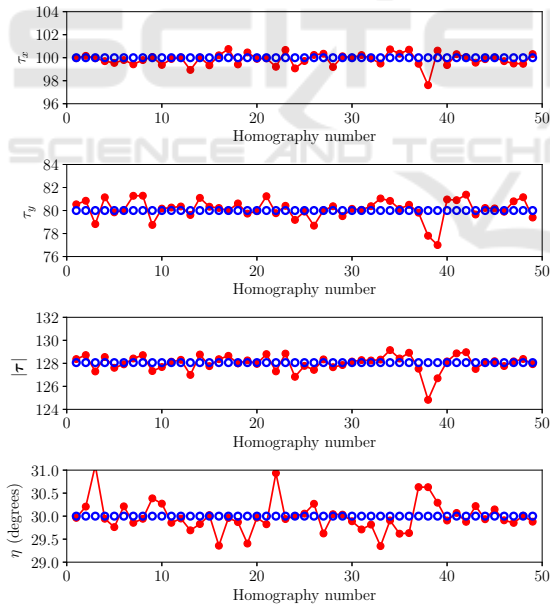 104
102
100
98
96
τx
0 10 20 30 40 50
Homography number
SCIENCE AND TECHN
84
82
80
78
76
τy
0 10 20 30 40 50
Homography number
132
130
128
126
124
|τ|
0 10 20 30 40 50
Homography number
31.0
30.5
30.0
29.5
29.0
η (degrees)
0 10 20 30 40 50
Homography number